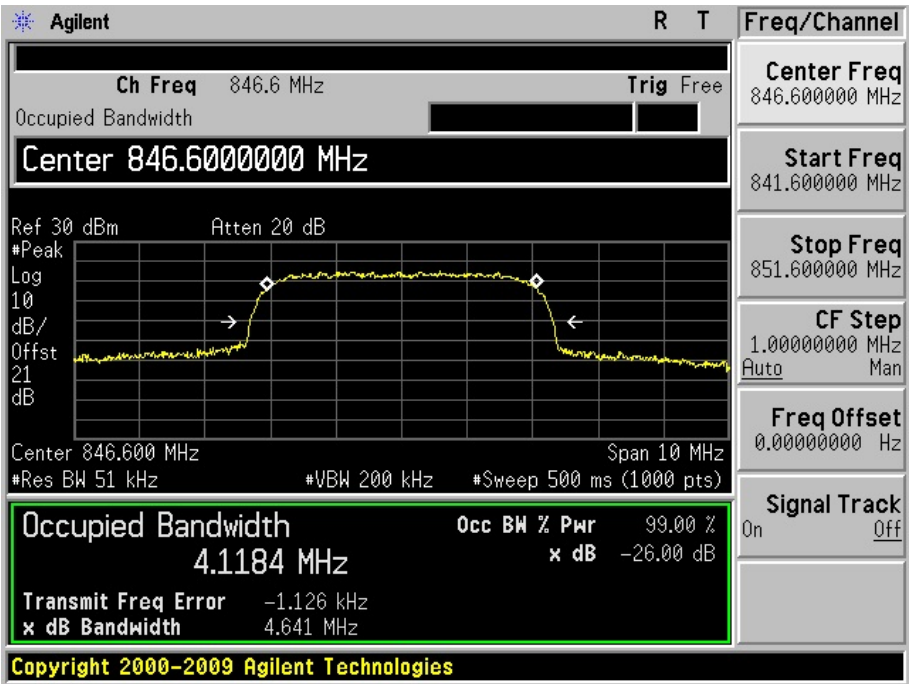 Agilent R T Freq/Channel
Ch Freq 846.6 MHz Trig Free
Occupied Bandwidth
Center 846.6000000 MHz
Ref 30 dBm Atten 20 dB
#Peak
Log
10
dB/
Offst
21
dB
Center 846.600 MHz Span 10 MHz
#Res BW 51 kHz #VBW 200 kHz #Sweep 500 ms (1000 pts)
Occupied Bandwidth Occ BW % Pwr 99.00 %
4.1184 MHz x dB -26.00 dB
Transmit Freq Error -1.126 kHz
x dB Bandwidth 4.641 MHz
Copyright 2000-2009 Agilent Technologies
Center Freq
846.600000 MHz
Start Freq
841.600000 MHz
Stop Freq
851.600000 MHz
CF Step
1.00000000 MHz
Auto Man
Freq Offset
0.00000000 Hz
Signal Track
On Off